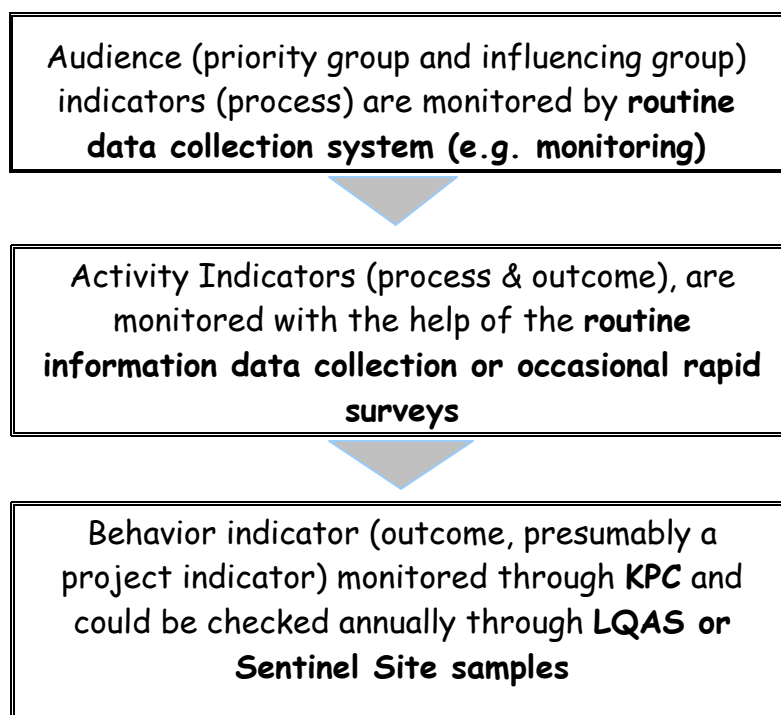 Audience (priority group and influencing group)
indicators (process) are monitored by routine
data collection system (e.g. monitoring)
Activity Indicators (process & outcome), are
monitored with the help of the routine
information data collection or occasional rapid
surveys
Behavior indicator (outcome, presumably a
project indicator) monitored through KPC and
could be checked annually through LQAS or
Sentinel Site samples